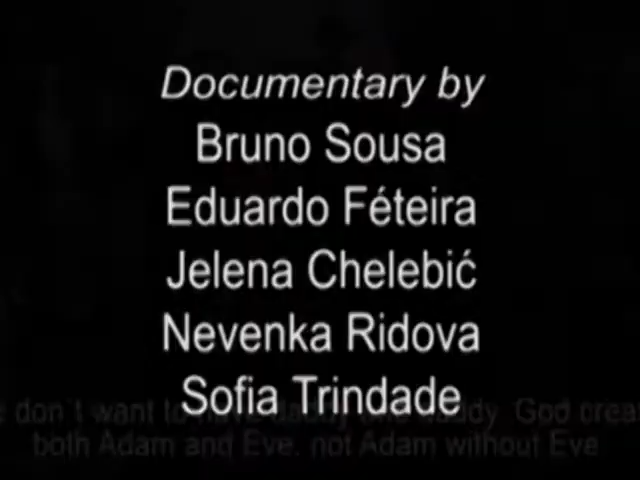 Documentary by
Bruno Sousa
Eduardo Féteira
Jelena Chelebić
Nevenka Ridova
Sofia Trindade
don´t want to have daddy and daddy. God crea
both Adam and Eve, not Adam without Eve